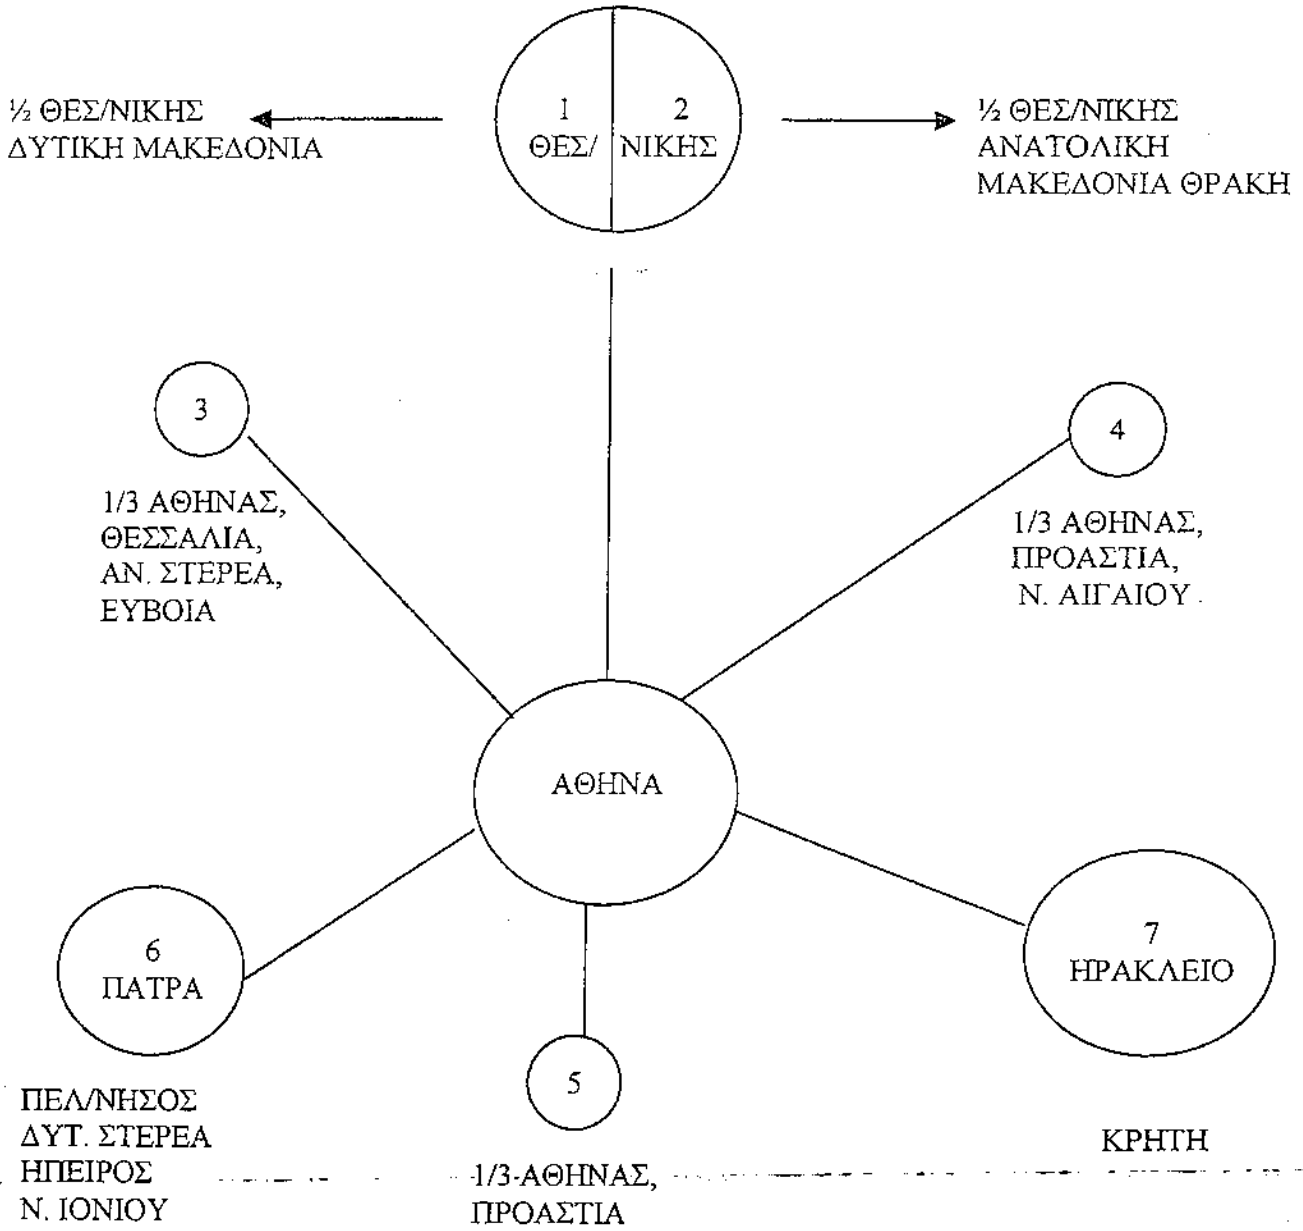 ½ ΘΕΣ/ΝΙΚΗΣ
ΔΥΤΙΚΗ ΜΑΚΕΔΟΝΙΑ
1
ΘΕΣ/
2
ΝΙΚΗΣ
½ ΘΕΣ/ΝΙΚΗΣ
ΑΝΑΤΟΛΙΚΗ
ΜΑΚΕΔΟΝΙΑ ΘΡΑΚΗ
3
1/3 ΑΘΗΝΑΣ,
ΘΕΣΣΑΛΙΑ,
ΑΝ. ΣΤΕΡΕΑ,
ΕΥΒΟΙΑ
4
1/3 ΑΘΗΝΑΣ,
ΠΡΟΑΣΤΙΑ,
Ν. ΑΙΓΑΙΟΥ
ΑΘΗΝΑ
6
ΠΑΤΡΑ
ΠΕΛ/ΝΗΣΟΣ
ΔΥΤ. ΣΤΕΡΕΑ
ΗΠΕΙΡΟΣ
Ν. ΙΟΝΙΟΥ
5
1/3 ΑΘΗΝΑΣ,
ΠΡΟΑΣΤΙΑ
7
ΗΡΑΚΛΕΙΟ
ΚΡΗΤΗ